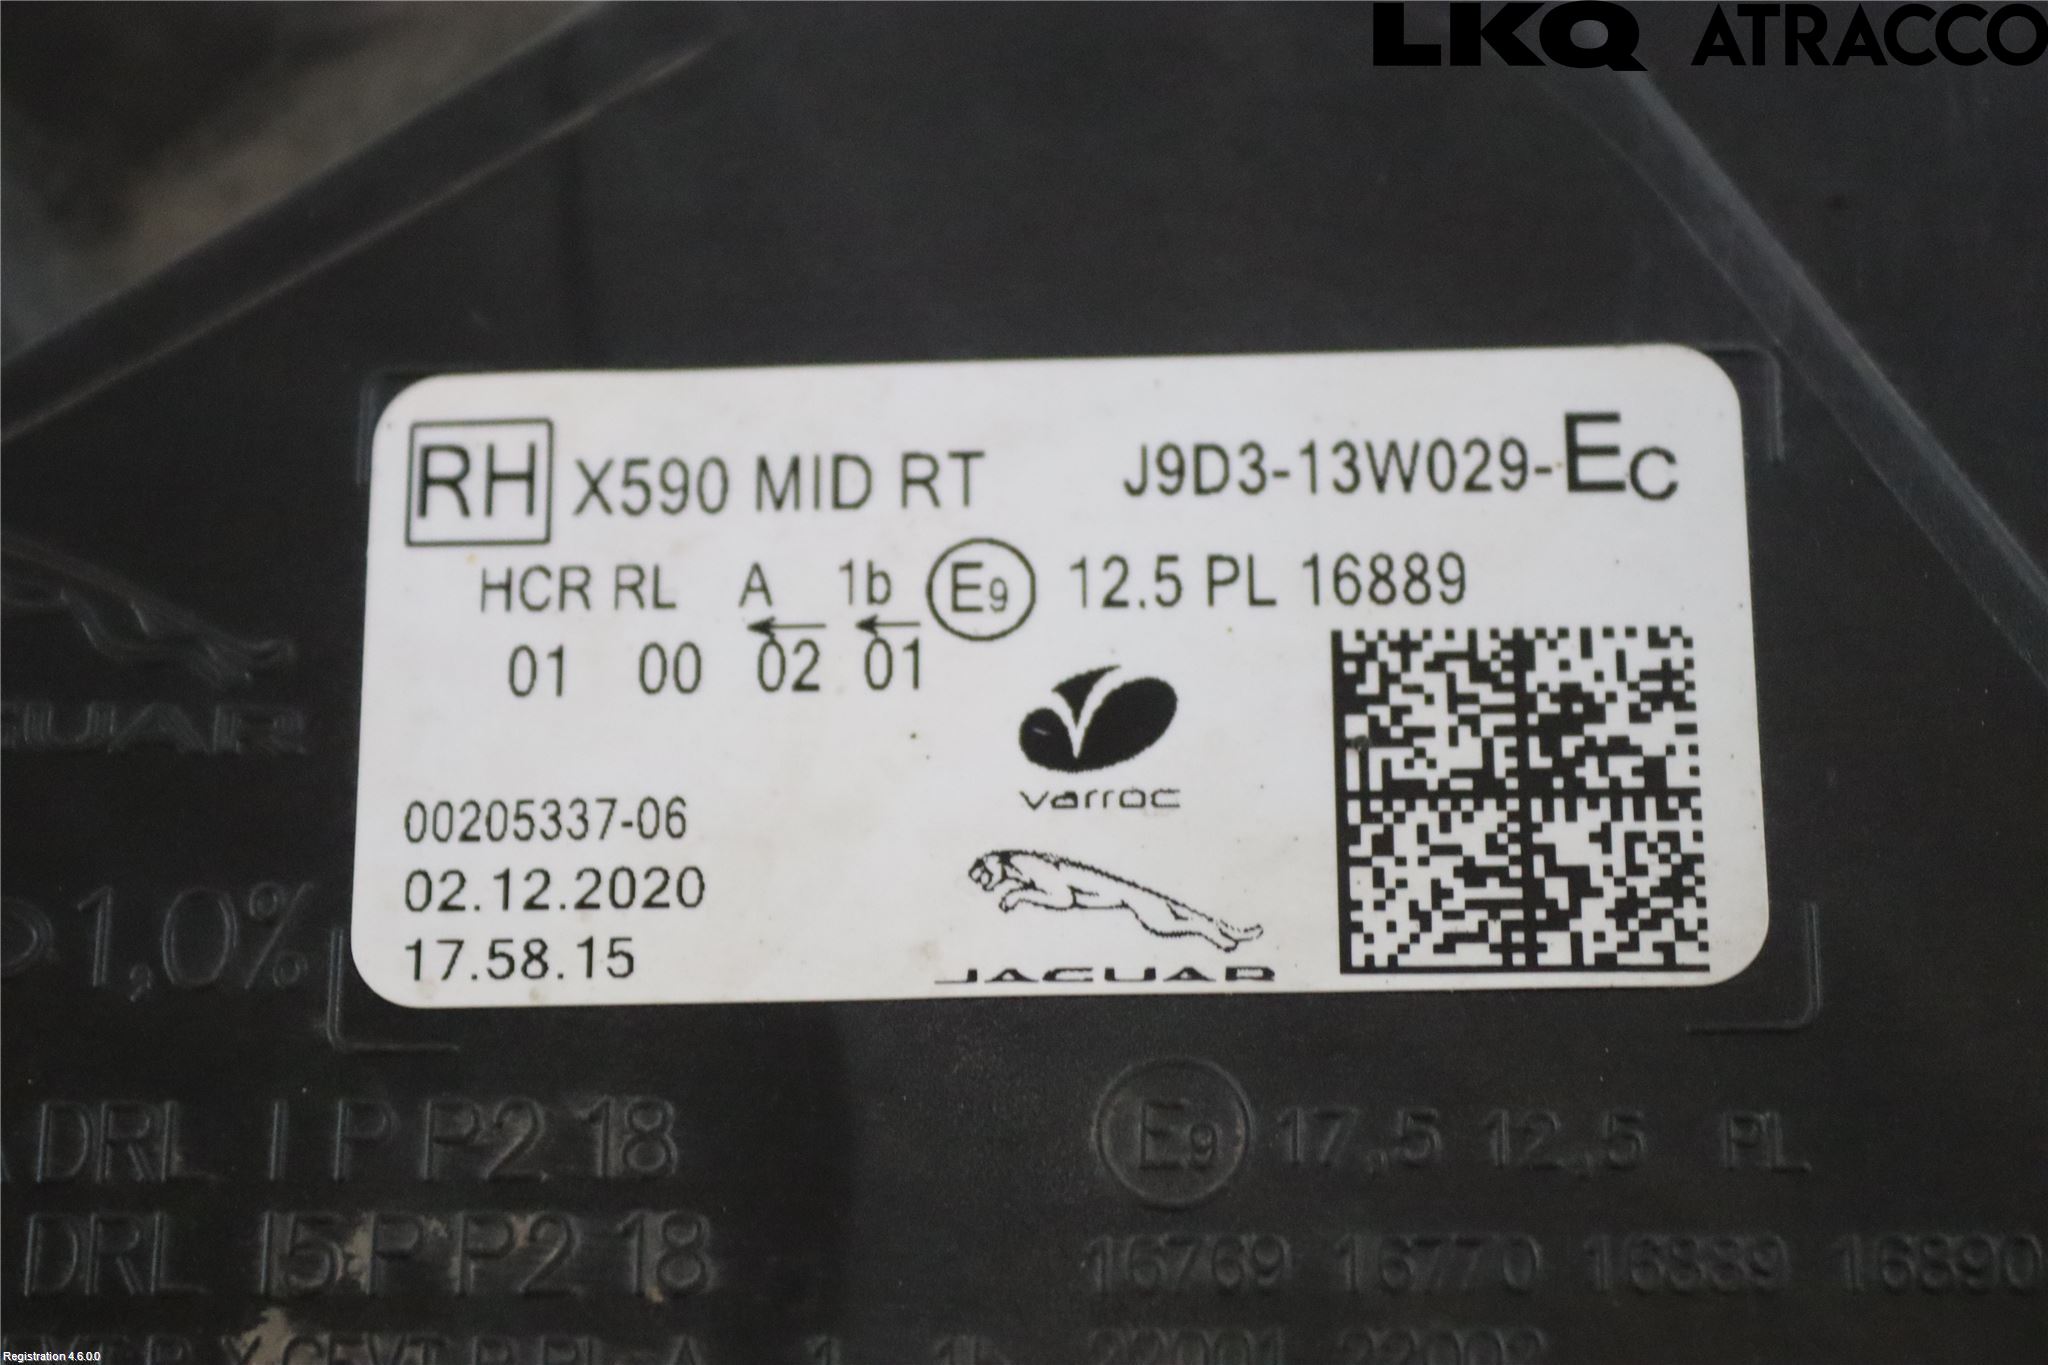 LKQ ATRACCO
RH X590 MID RT J9D3-13W029-EC
HCR RL A 1b E9 12.5 PL 16889
01 00 02 01
varroc
00205337-06
02.12.2020
17.58.15
JAGUAR
GUAR
1,0%
DRL 1 P P2 18
E9 17,5 12,5 PL
DRL 15 P P2 18
16769 16770 16889 16890
Registration 4.6.0.0